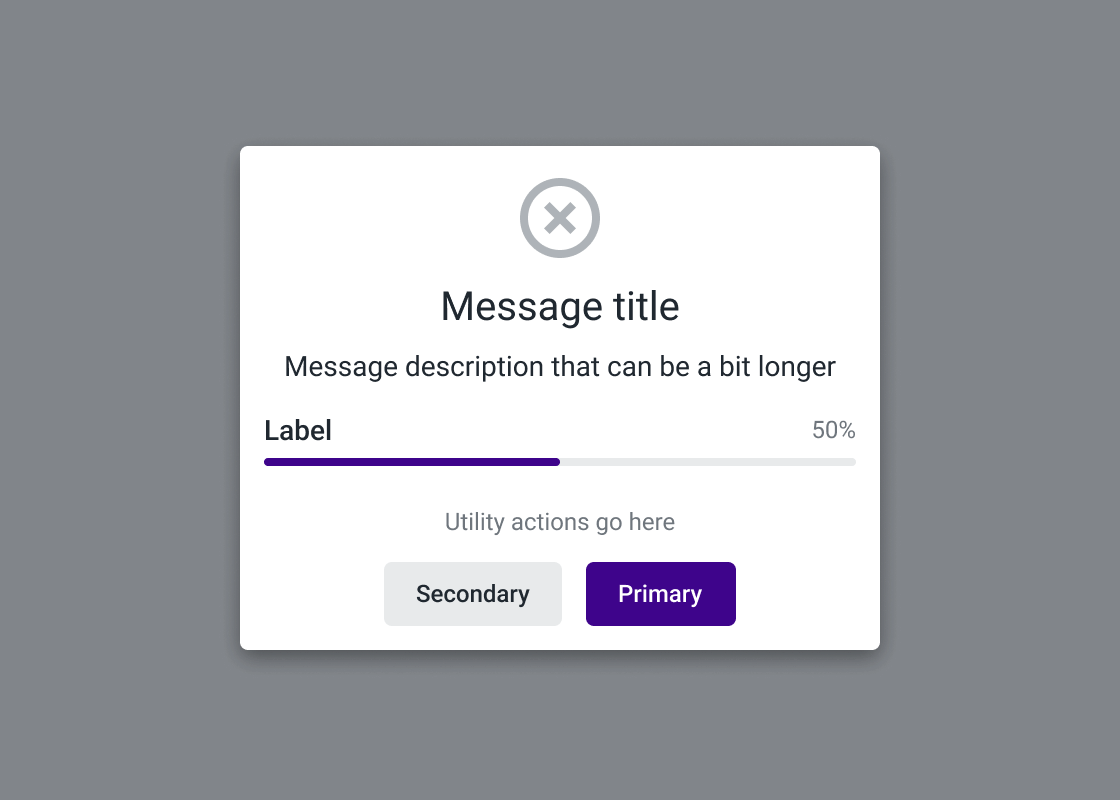 Message title
Message description that can be a bit longer
Label 50%
Utility actions go here
Secondary Primary